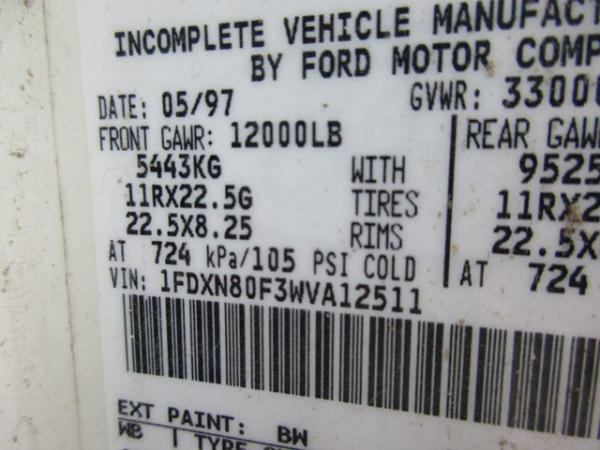 INCOMPLETE VEHICLE MANUFACT
BY FORD MOTOR COMP
DATE: 05/97 GVWR: 3300
FRONT GAWR: 12000LB REAR GAW
5443KG WITH 9525
11RX22.5G TIRES 11RX2
22.5X8.25 RIMS 22.5X
AT 724 kPa/105 PSI COLD AT 724
VIN: 1FDXN80F3WVA12511
EXT PAINT: BW
WB TYPE